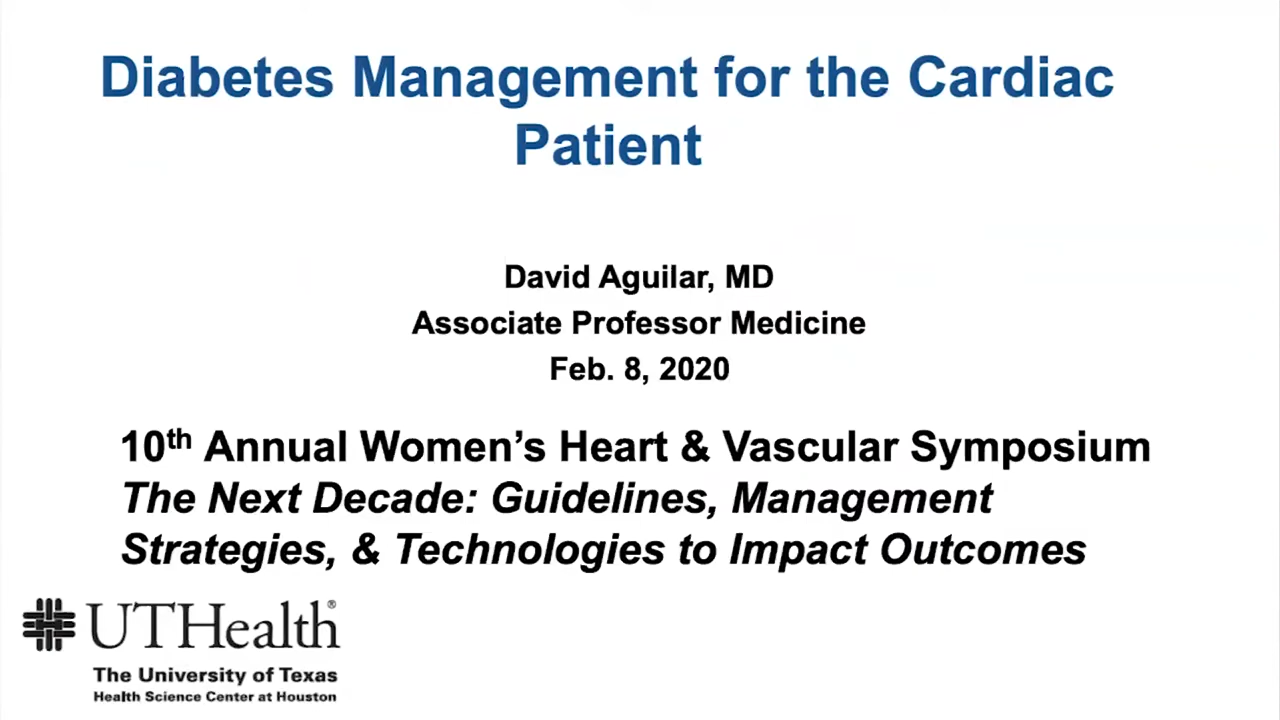 Diabetes Management for the Cardiac
Patient
David Aguilar, MD
Associate Professor Medicine
Feb. 8, 2020
10th Annual Women’s Heart & Vascular Symposium
The Next Decade: Guidelines, Management
Strategies, & Technologies to Impact Outcomes
UTHealth®
The University of Texas
Health Science Center at Houston